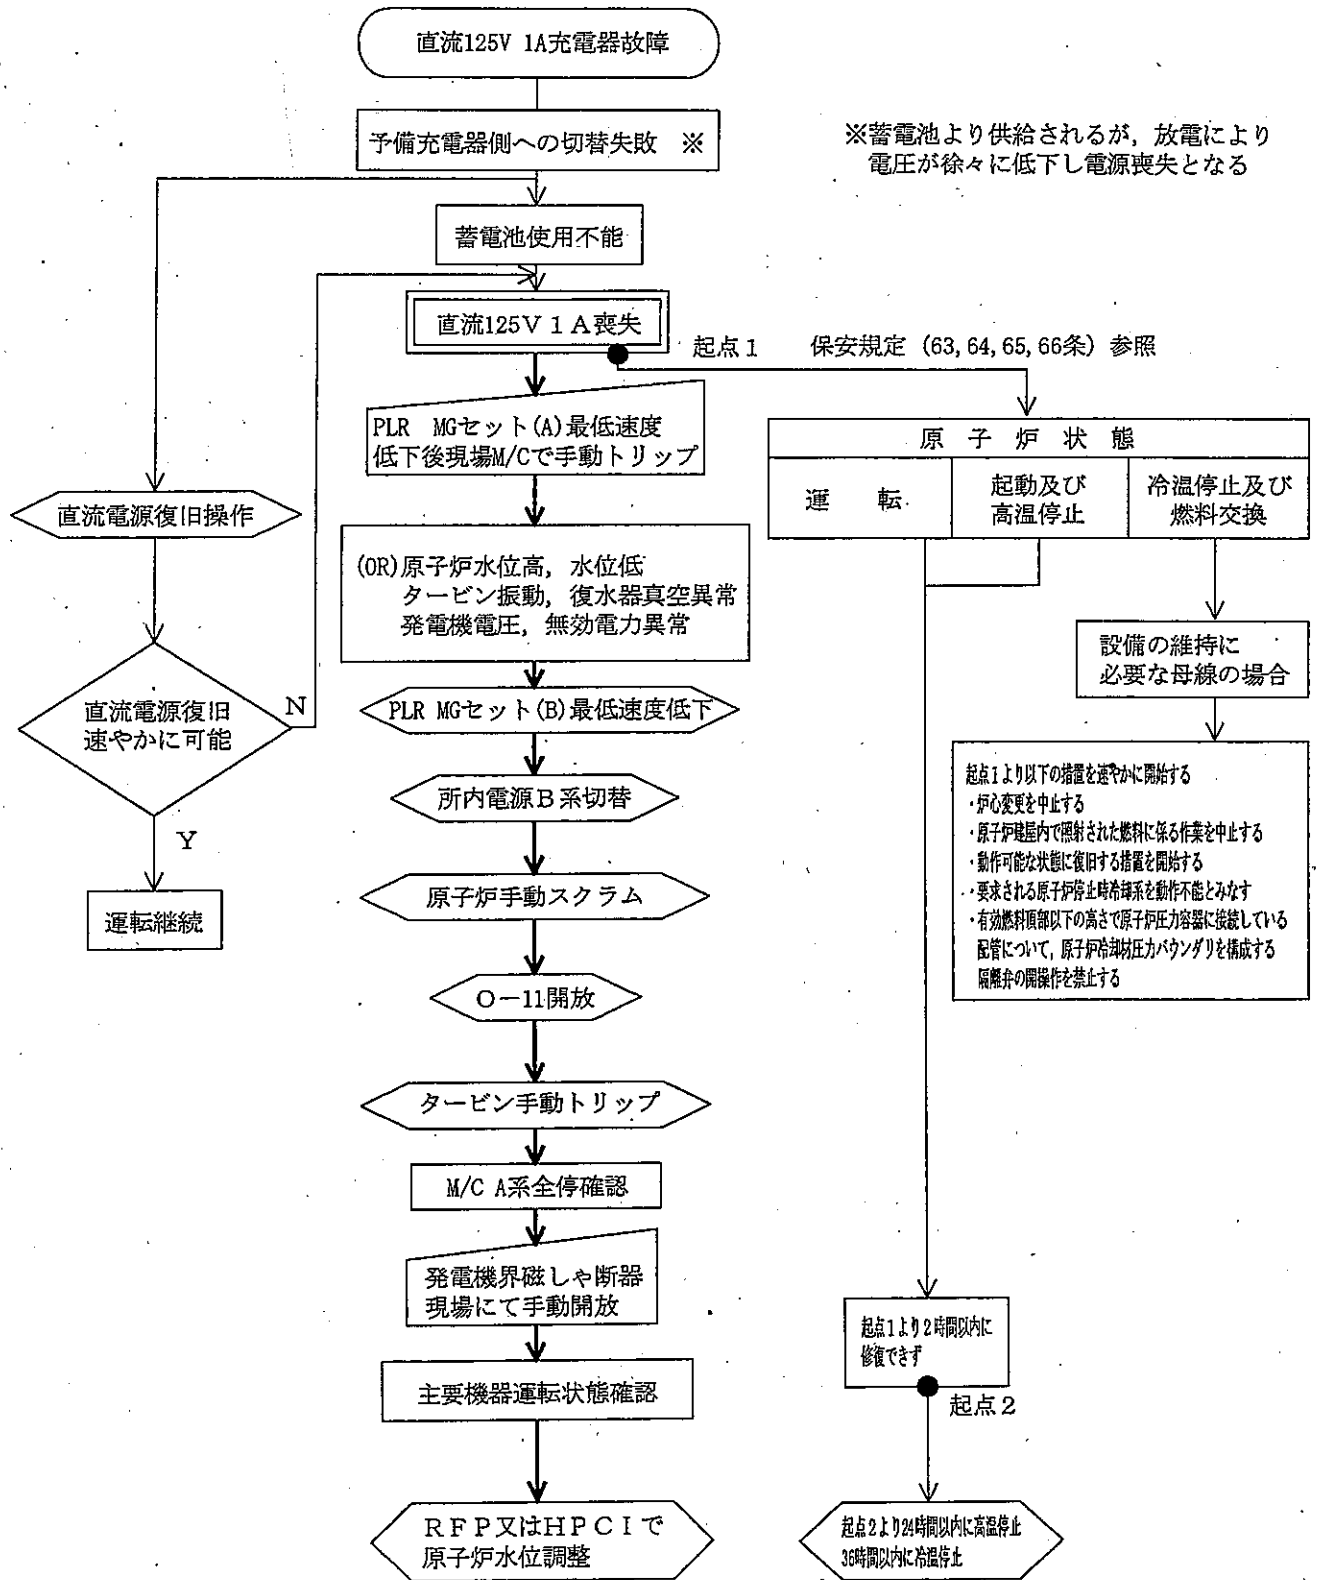 直流125V 1A充電器故障
予備充電器側への切替失敗 ※
※蓄電池より供給されるが，放電により
電圧が徐々に低下し電源喪失となる
蓄電池使用不能
直流125V 1A喪失
起点1 保安規定 (63, 64, 65, 66条) 参照
PLR MGセット(A)最低速度
低下後現場M/Cで手動トリップ
直流電源復旧操作
直流電源復旧
速やかに可能
N
Y
運転継続
(OR)原子炉水位高，水位低
タービン振動，復水器真空異常
発電機電圧，無効電力異常
PLR MGセット(B)最低速度低下
所内電源B系切替
原子炉手動スクラム
O－11開放
タービン手動トリップ
M/C A系全停確認
発電機界磁しゃ断器
現場にて手動開放
主要機器運転状態確認
RFP又はHPCIで
原子炉水位調整
原子炉状態
運転
起動及び
高温停止
冷温停止及び
燃料交換
設備の維持に
必要な母線の場合
起点1より以下の措置を速やかに開始する
・炉心変更を中止する
・原子炉建屋内で照射された燃料に係る作業を中止する
・動作可能な状態に復旧する措置を開始する
・要求される原子炉停止時冷却系を動作不能とみなす
・有効燃料頂部以下の高さで原子炉圧力容器に接続している
配管について，原子炉冷却材圧力バウンダリを構成する
隔離弁の開操作を禁止する
起点1より2時間以内に
修復できず
起点2
起点2より24時間以内に高温停止
36時間以内に冷温停止